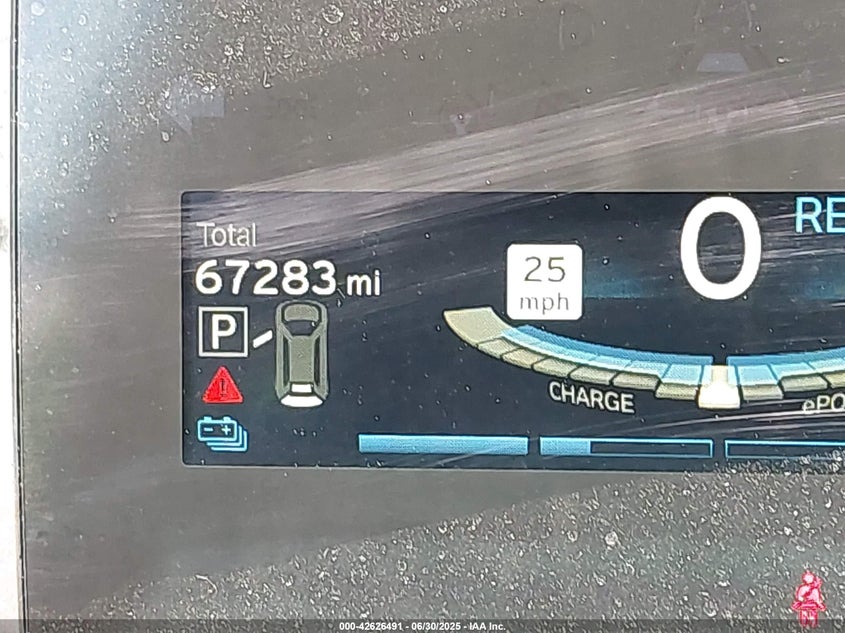 Total
67283 mi
25
mph
0
RE
P
CHARGE
ePO
000-42626491 - 06/30/2025 - IAA Inc.